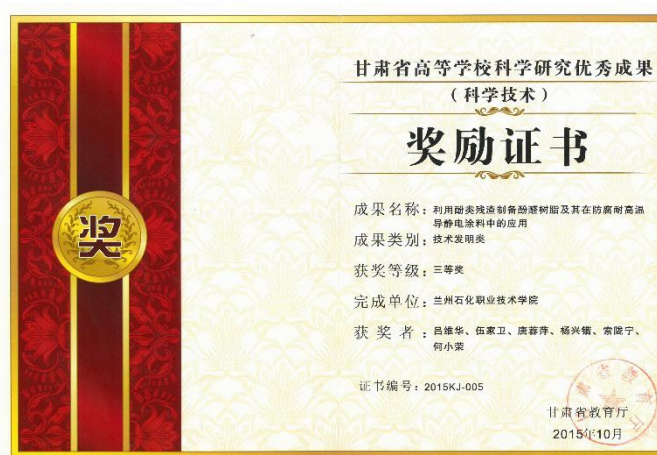 奖
甘肃省高等学校科学研究优秀成果
（科学技术）
奖励证书
成果名称：利用酚类残渣制备酚醛树脂及其在防腐耐高温
导静电涂料中的应用
成果类别：技术发明类
获奖等级：三等奖
完成单位：兰州石化职业技术学院
获奖者：吕维华、伍家卫、唐蓉萍、杨兴锴、索陇宁、
何小荣
证书编号：2015KJ-005
甘肃省教育厅
2015年10月